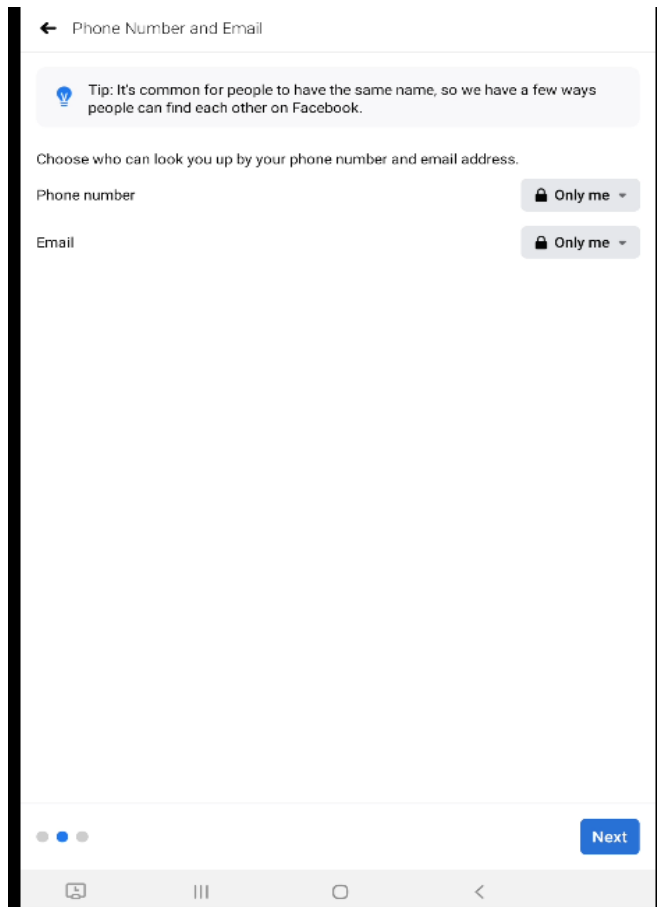 Phone Number and Email
Tip: It's common for people to have the same name, so we have a few ways
people can find each other on Facebook.
Choose who can look you up by your phone number and email address.
Phone number
Only me
Email
Only me
Next